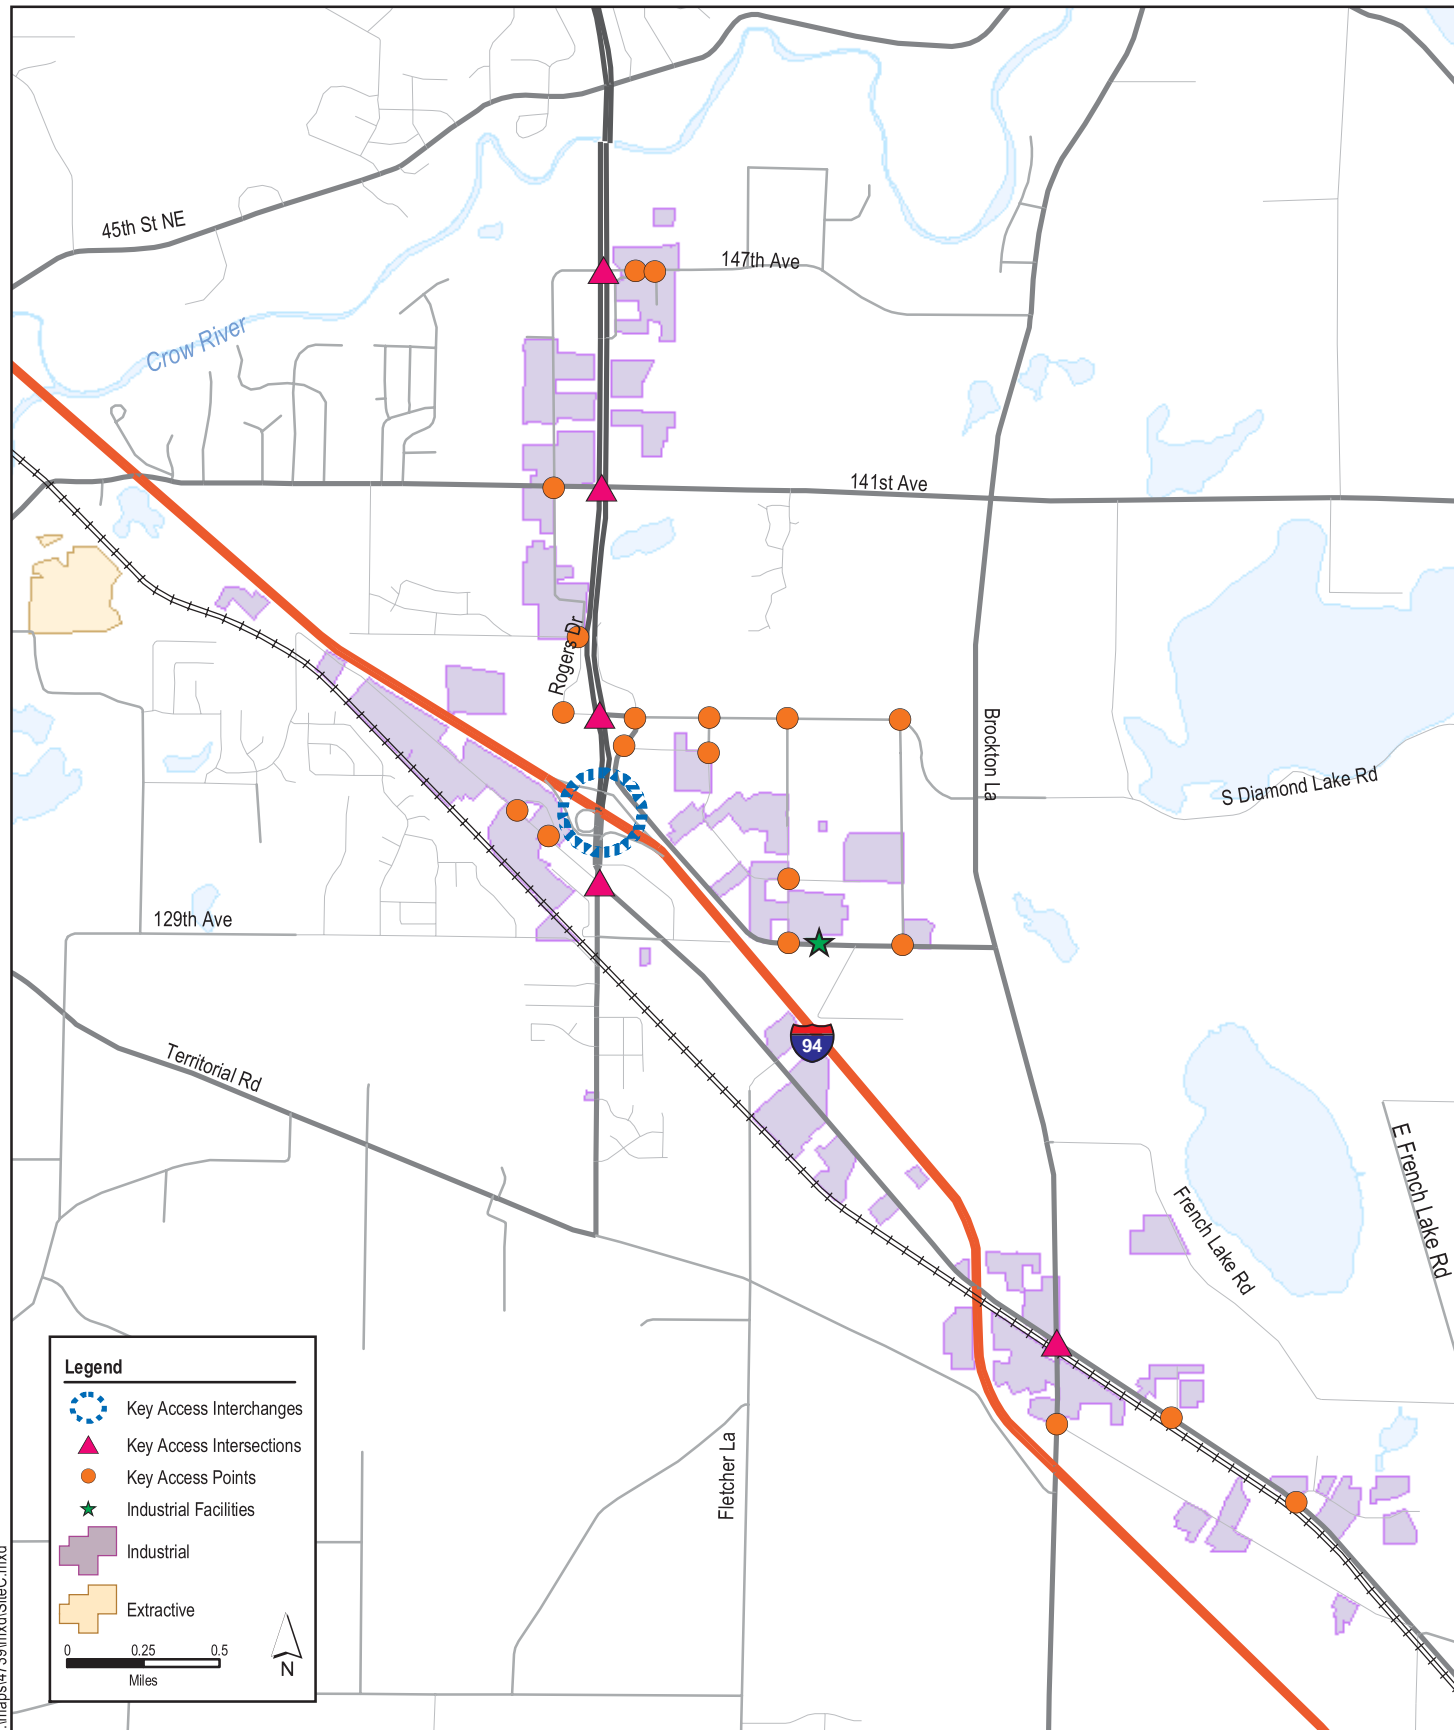 45th St NE
147th Ave
Crow River
141st Ave
Rogers Dr
Brockton La
S Diamond Lake Rd
129th Ave
94
Territorial Rd
E French Lake Rd
French Lake Rd
Fletcher La
Legend
Key Access Interchanges
Key Access Intersections
Key Access Points
Industrial Facilities
Industrial
Extractive
0 0.25 0.5
Miles
N